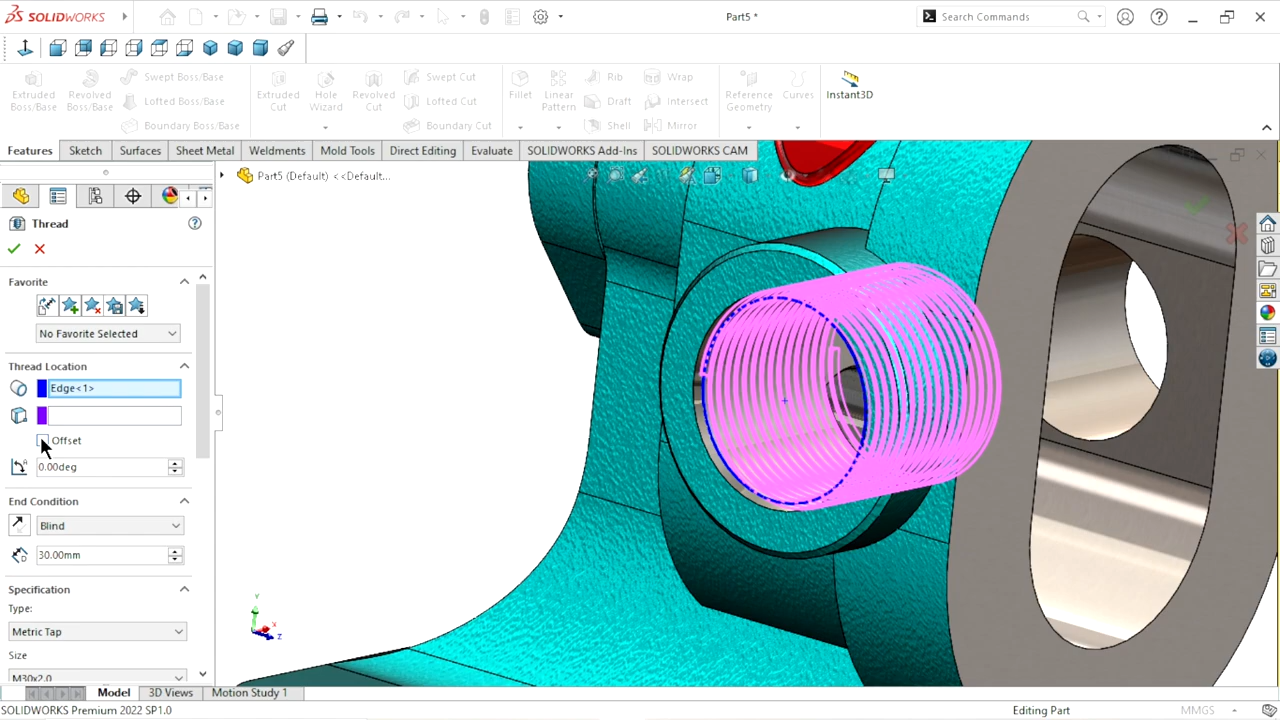 SOLIDWORKS
Part5 *
Search Commands
Extruded Boss/Base
Revolved Boss/Base
Swept Boss/Base
Lofted Boss/Base
Boundary Boss/Base
Extruded Cut
Hole Wizard
Revolved Cut
Swept Cut
Lofted Cut
Boundary Cut
Fillet
Linear Pattern
Rib
Draft
Shell
Wrap
Intersect
Mirror
Reference Geometry
Curves
Instant3D
Features
Sketch
Surfaces
Sheet Metal
Weldments
Mold Tools
Direct Editing
Evaluate
SOLIDWORKS Add-Ins
SOLIDWORKS CAM
Part5 (Default) <<Default...
Thread
Favorite
No Favorite Selected
Thread Location
Edge<1>
Offset
0.00deg
End Condition
Blind
30.00mm
Specification
Type:
Metric Tap
Size
M30x2.0
Y
X
Z
Model
3D Views
Motion Study 1
SOLIDWORKS Premium 2022 SP1.0
Editing Part
MMGS